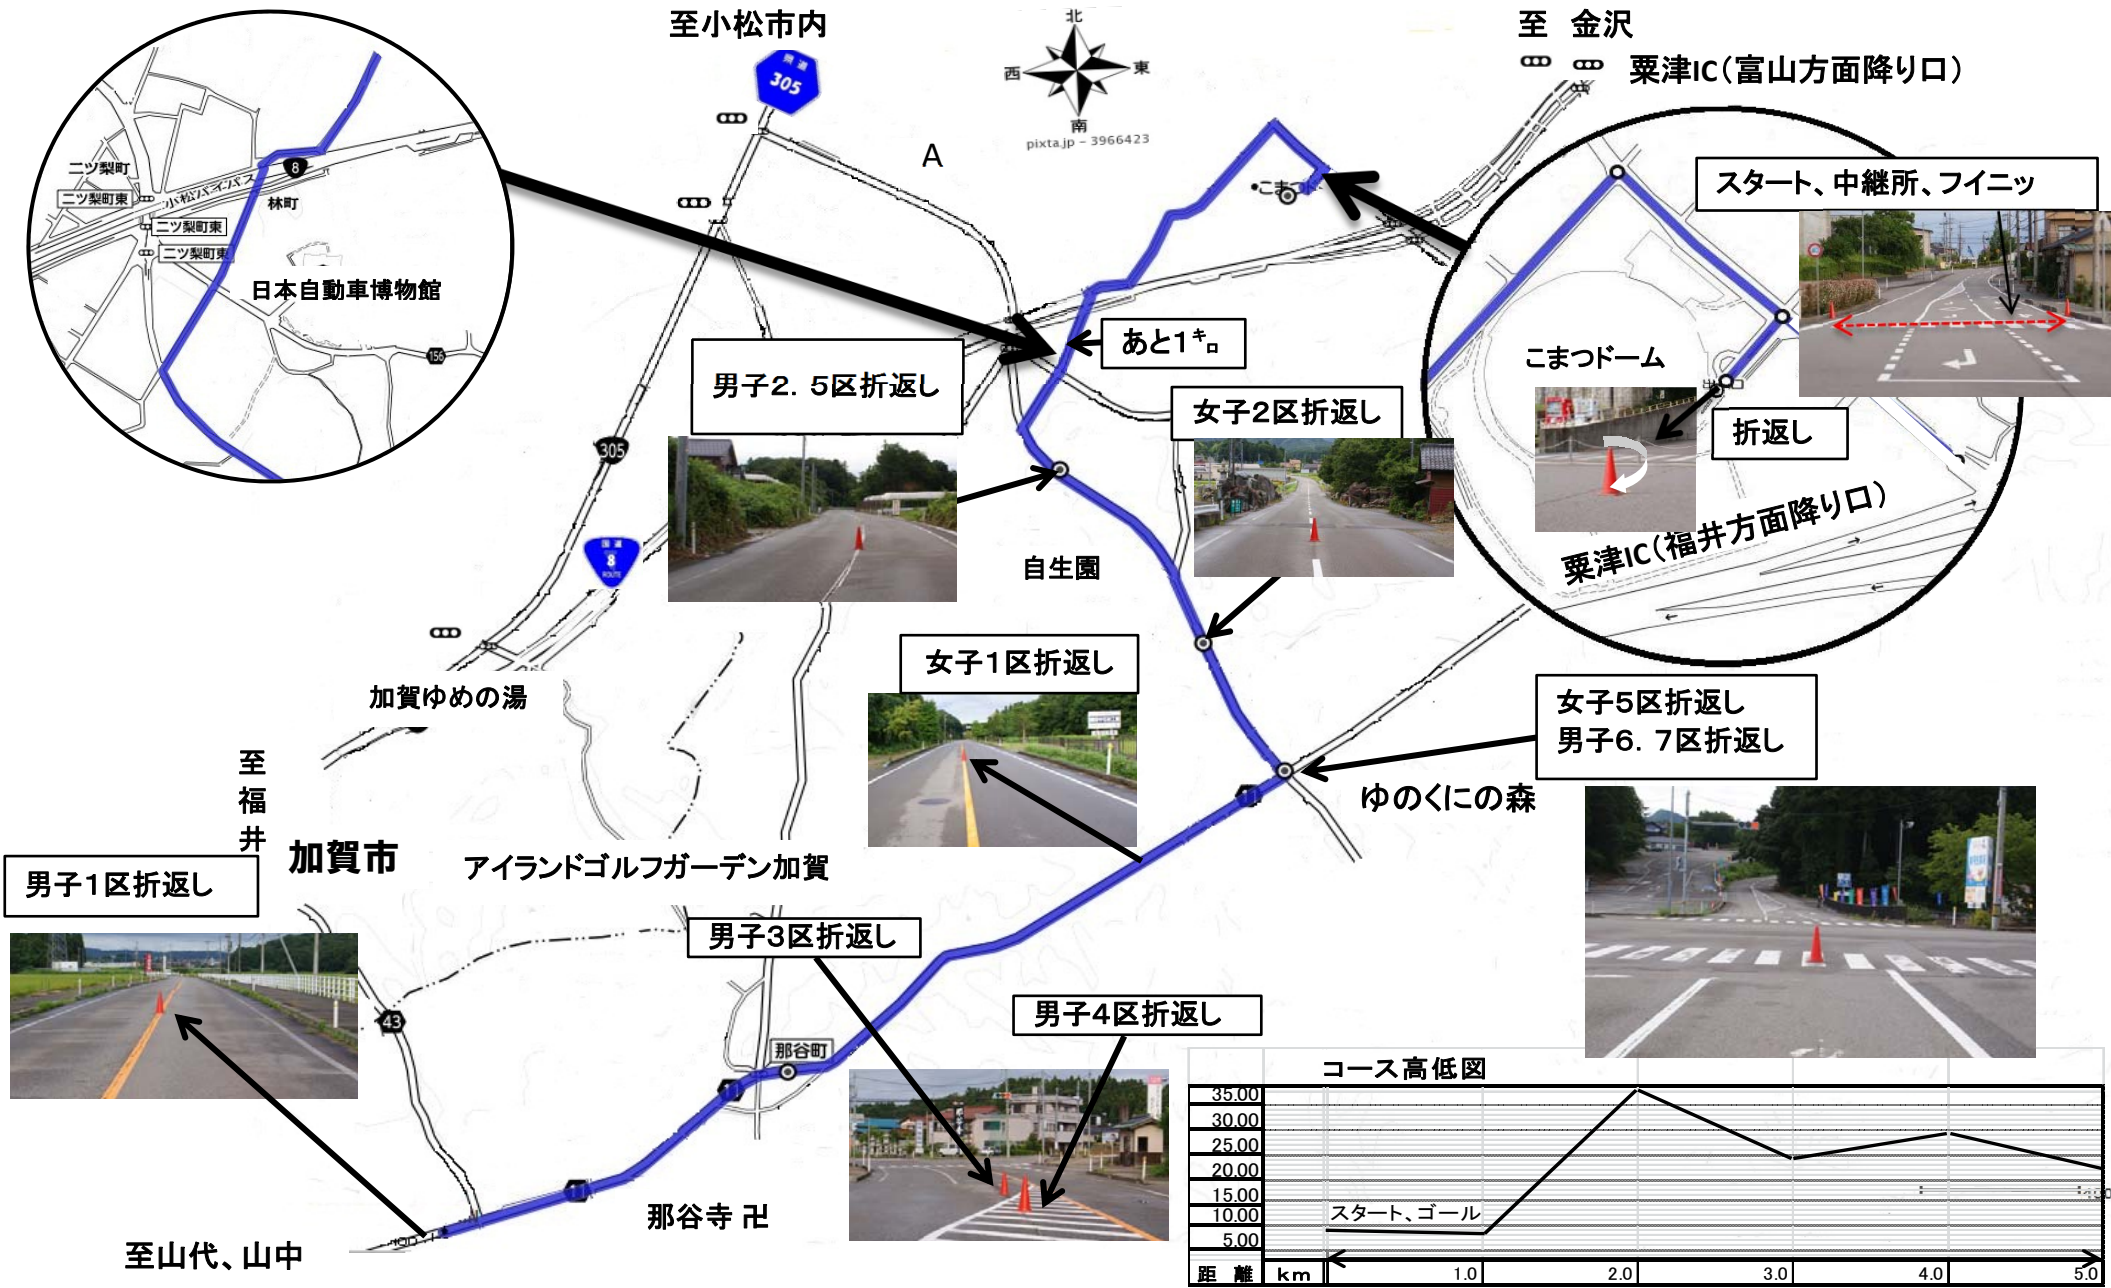 至小松市内
県道
305
北
西
東
南
pixta.jp - 3966423
至 金沢
粟津IC(富山方面降り口)
A
二ツ梨町
二ツ梨町東
二ツ梨町東
二ツ梨町東
小松バイパス
8
林町
日本自動車博物館
156
•こまつド
スタート、中継所、フイニッ
あと1㌔
こまつドーム
折返し
粟津IC(福井方面降り口)
男子2．5区折返し
女子2区折返し
305
国道
8
ROUTE
自生園
女子1区折返し
加賀ゆめの湯
女子5区折返し
男子6．7区折返し
ゆのくにの森
至福井
加賀市
アイランドゴルフガーデン加賀
男子1区折返し
男子3区折返し
男子4区折返し
43
那谷町
11
11
11
那谷寺 卍
至山代、山中
コース高低図
35.00
30.00
25.00
20.00
15.00
10.00
5.00
スタート、ゴール
距離 km 1.0 2.0 3.0 4.0 5.0